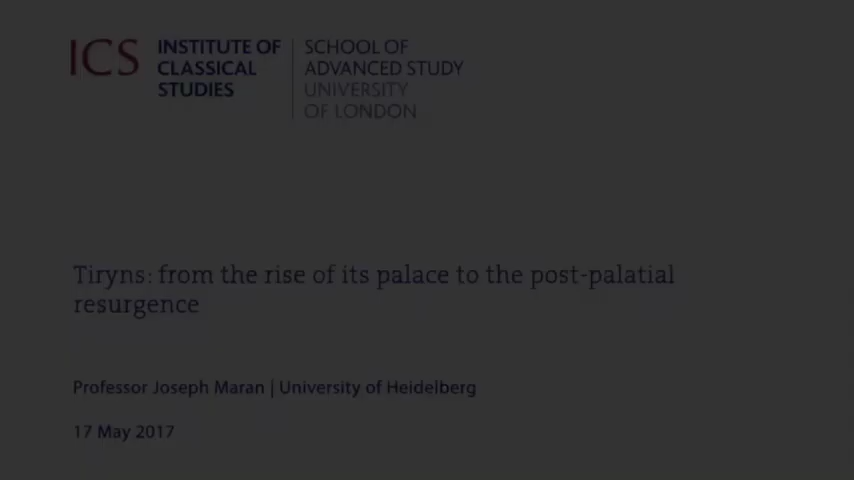 ICS
INSTITUTE OF
CLASSICAL
STUDIES
SCHOOL OF
ADVANCED STUDY
UNIVERSITY
OF LONDON
Tiryns: from the rise of its palace to the post-palatial
resurgence
Professor Joseph Maran | University of Heidelberg
17 May 2017